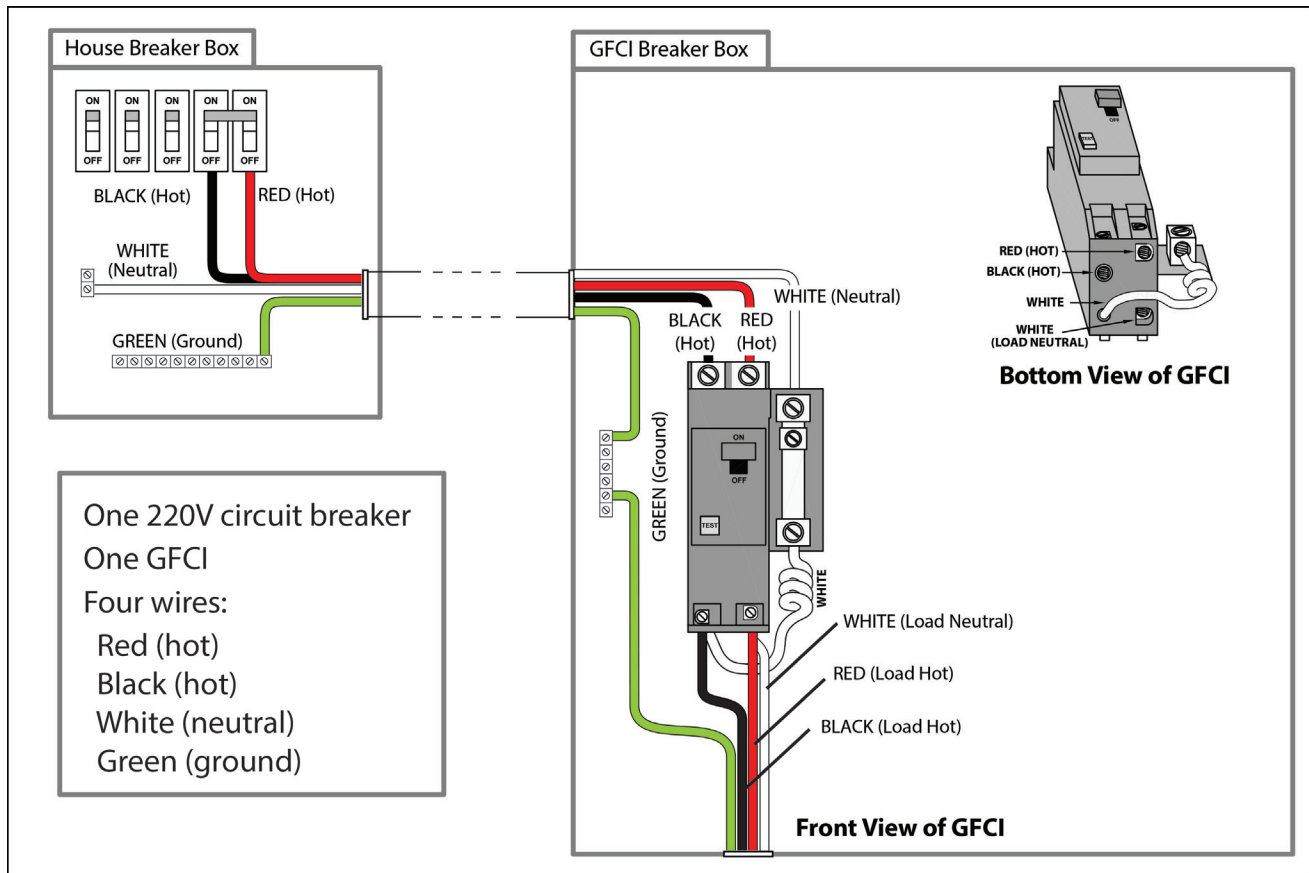 House Breaker Box
ON
ON
ON
ON
ON
OFF
OFF
OFF
OFF
OFF
BLACK (Hot)
RED (Hot)
WHITE
(Neutral)
GREEN (Ground)
One 220V circuit breaker
One GFCI
Four wires:
Red (hot)
Black (hot)
White (neutral)
Green (ground)
GFCI Breaker Box
WHITE (Neutral)
BLACK
(Hot)
RED
(Hot)
GREEN (Ground)
ON
OFF
TEST
WHITE
WHITE (Load Neutral)
RED (Load Hot)
BLACK (Load Hot)
Front View of GFCI
OFF
TEST
RED (HOT)
BLACK (HOT)
WHITE
WHITE
(LOAD NEUTRAL)
Bottom View of GFCI